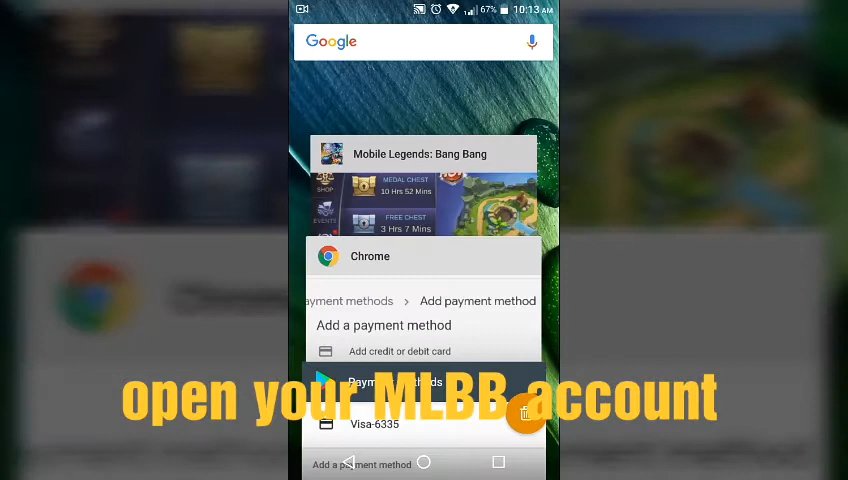 67% 10:13 AM
Google
Mobile Legends: Bang Bang
SHOP
MEDAL CHEST
10 Hrs 52 Mins
EVENTS
FREE CHEST
3 Hrs 7 Mins
Chrome
ayment methods > Add payment method
Add a payment method
Add credit or debit card
Payment methods
open your MLBB account
Visa-6335
Add a payment method